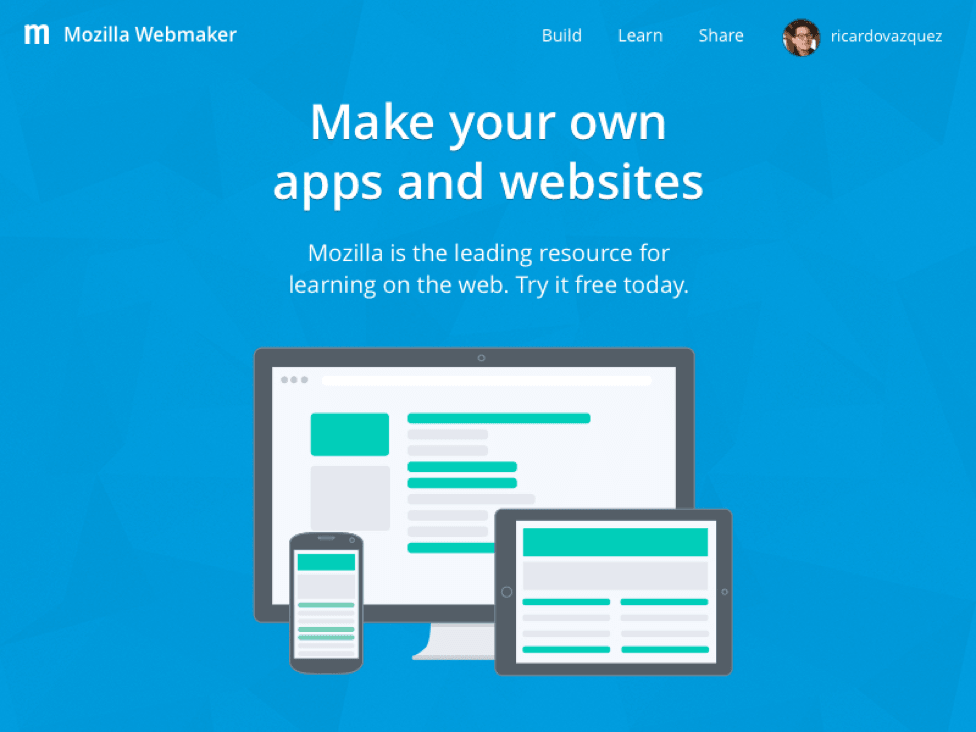 m Mozilla Webmaker Build Learn Share ricardovazquez
Make your own
apps and websites
Mozilla is the leading resource for
learning on the web. Try it free today.